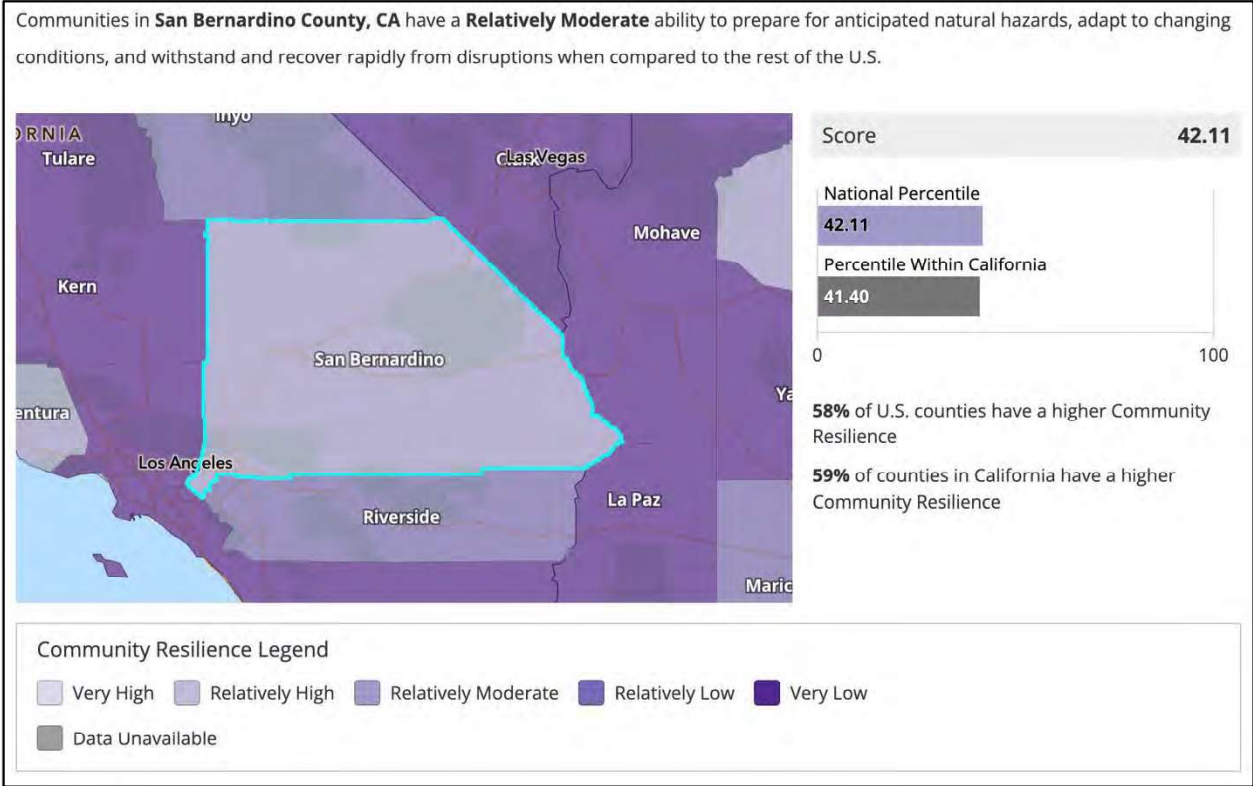 Communities in San Bernardino County, CA have a Relatively Moderate ability to prepare for anticipated natural hazards, adapt to changing
conditions, and withstand and recover rapidly from disruptions when compared to the rest of the U.S.
Inyo
ORNIA
Tulare
Las Vegas
Mohave
Kern
San Bernardino
Ya
entura
Los Angeles
La Paz
Riverside
Maric
Score 42.11
National Percentile
42.11
Percentile Within California
41.40
0 100
58% of U.S. counties have a higher Community
Resilience
59% of counties in California have a higher
Community Resilience
Community Resilience Legend
Very High Relatively High Relatively Moderate Relatively Low Very Low
Data Unavailable